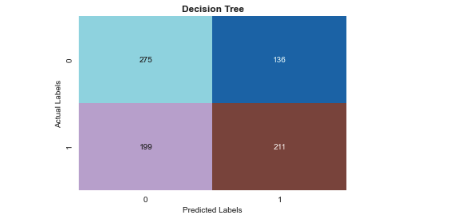 Decision Tree
Actual Labels
0
275
136
1
199
211
0
1
Predicted Labels